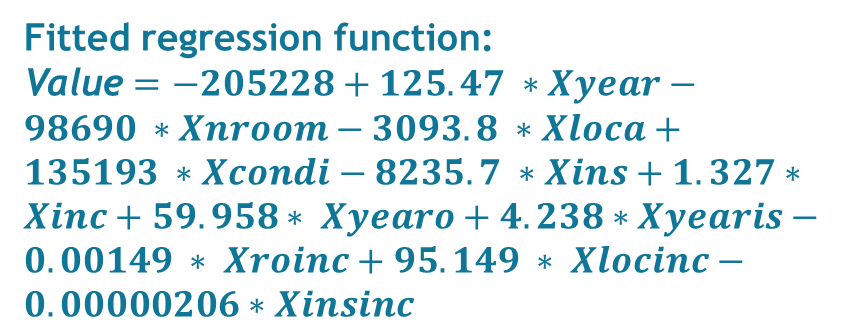 Fitted regression function:
Value = −205228 + 125.47 * Xyear −
98690 * Xnroom − 3093.8 * Xloca +
135193 * Xcondi − 8235.7 * Xins + 1.327 *
Xinc + 59.958 * Xyearo + 4.238 * Xyearis −
0.00149 * Xroinc + 95.149 * Xlocinc −
0.00000206 * Xinsinc